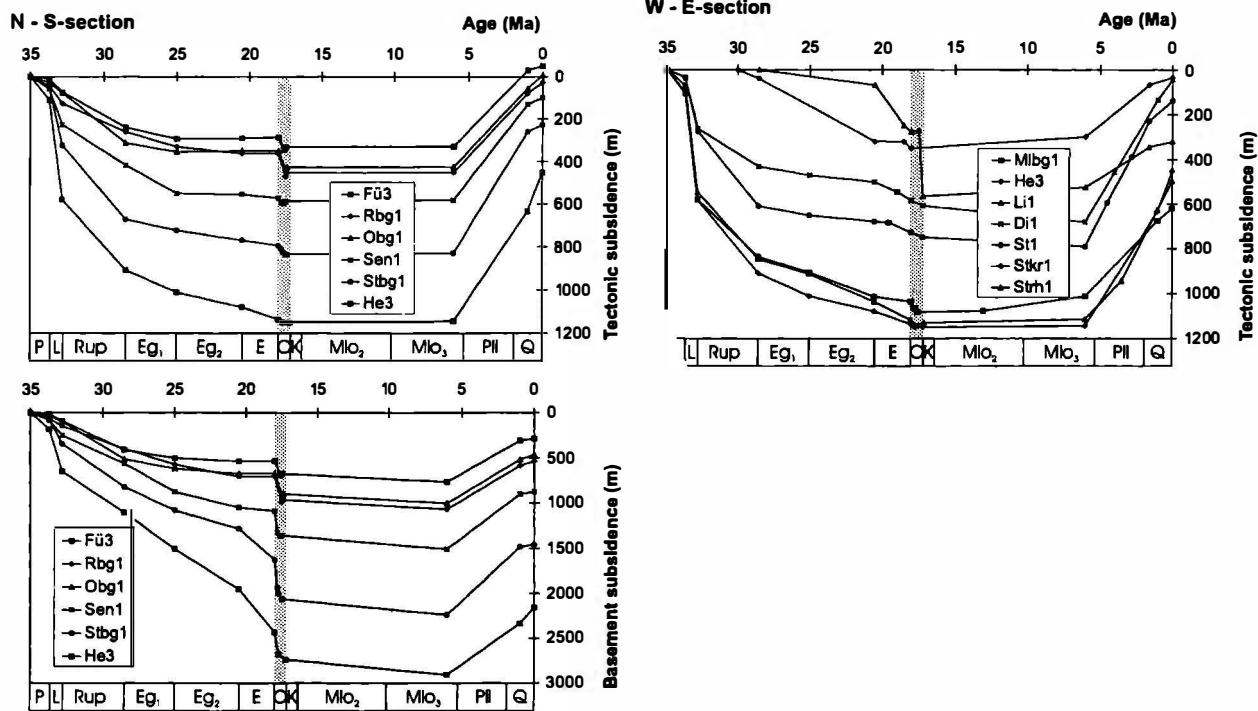 N - S-section
Age (Ma)
35 30 25 20 15 10 5 0
0
200
400
600
800
1000
1200
Tectonic subsidence (m)
Fü3
Rbg1
Obg1
Sen1
Stbg1
He3
P L Rup Eg₁ Eg₂ E O K Mio₂ Mio₃ Pli Q
W - E-section
Age (Ma)
35 30 25 20 15 10 5 0
0
200
400
600
800
1000
1200
Tectonic subsidence (m)
Mlbg1
He3
Li1
Di1
St1
Stkr1
Strh1
L Rup Eg₁ Eg₂ E O K Mio₂ Mio₃ Pli Q
35 30 25 20 15 10 5 0
0
500
1000
1500
2000
2500
3000
Basement subsidence (m)
Fü3
Rbg1
Obg1
Sen1
Stbg1
He3
P L Rup Eg₁ Eg₂ E O K Mio₂ Mio₃ Pli Q